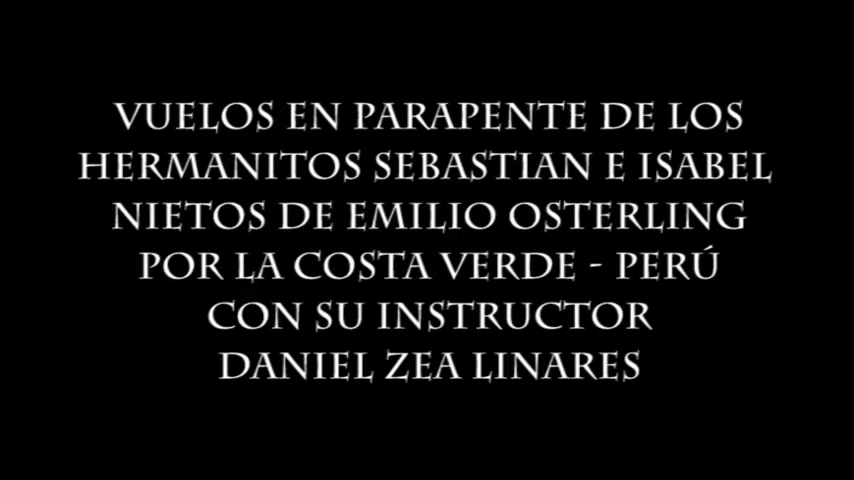 VUELOS EN PARAPENTE DE LOS
HERMANITOS SEBASTIAN E ISABEL
NIETOS DE EMILIO OSTERLING
POR LA COSTA VERDE - PERÚ
CON SU INSTRUCTOR
DANIEL ZEA LINARES